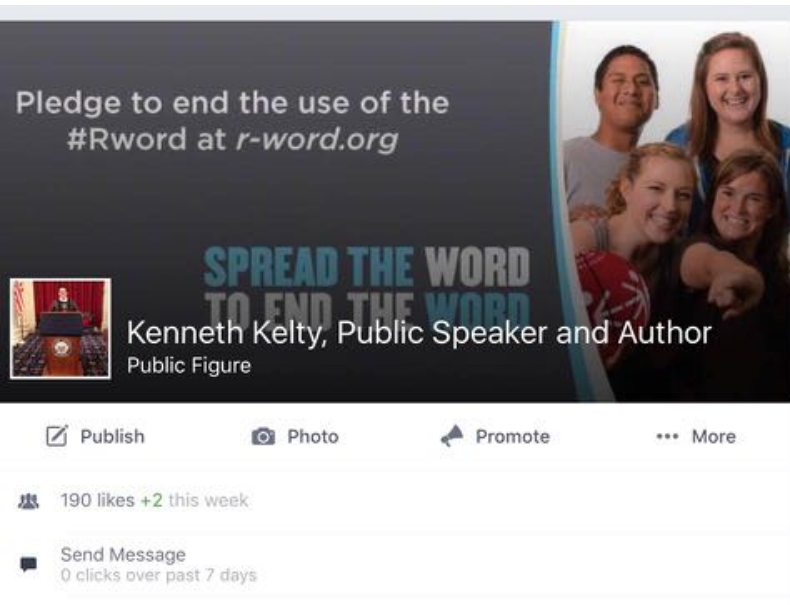 Pledge to end the use of the
#Rword at r-word.org
SPREAD THE WORD
TO END THE WORD
Kenneth Kelty, Public Speaker and Author
Public Figure
Publish
Photo
Promote
More
190 likes +2 this week
Send Message
0 clicks over past 7 days